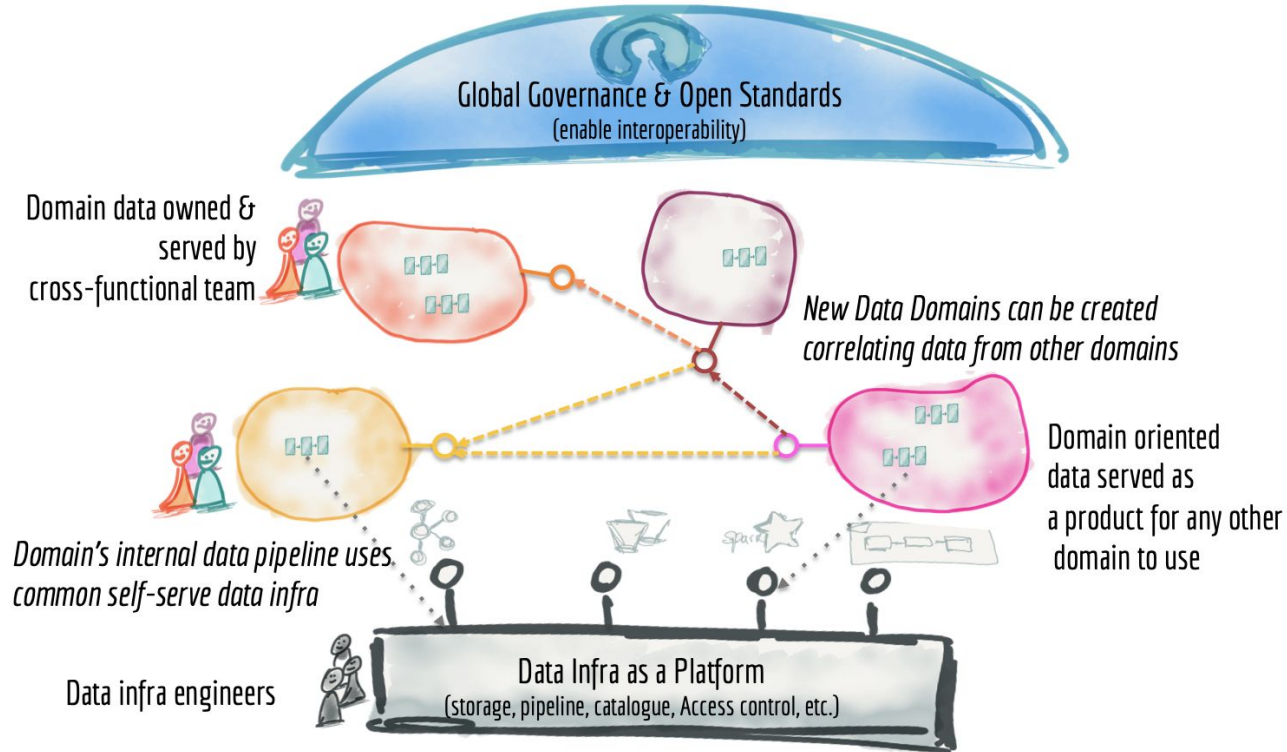 Global Governance & Open Standards
(enable interoperability)
Domain data owned &
served by
cross-functional team
New Data Domains can be created
correlating data from other domains
Domain oriented
data served as
a product for any other
domain to use
Spark
Domain's internal data pipeline uses
common self-serve data infra
Data infra engineers
Data Infra as a Platform
(storage, pipeline, catalogue, Access control, etc.)